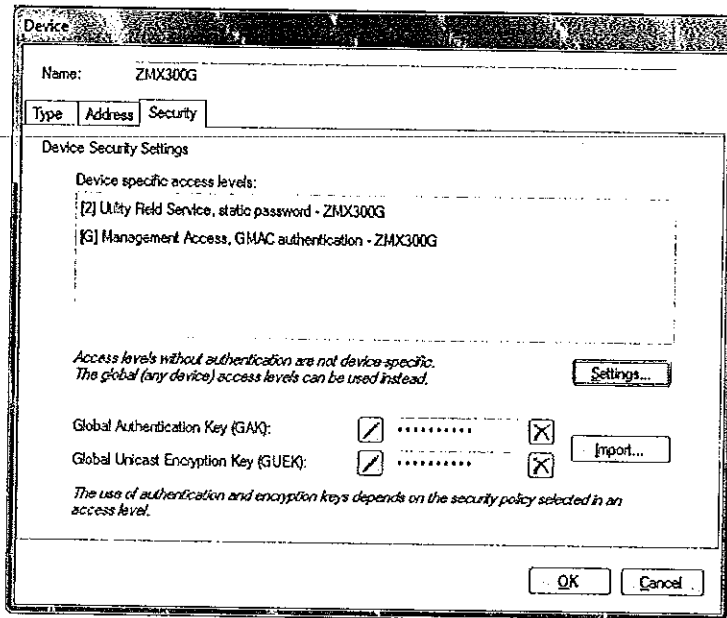 Device
Name: ZMX300G
Type Address Security
Device Security Settings
Device specific access levels:
[2] Utility Field Service, static password - ZMX300G
[G] Management Access, GMAC authentication - ZMX300G
Access levels without authentication are not device-specific.
The global (any device) access levels can be used instead.
Settings...
Global Authentication Key (GAK): ••••••••••
Import...
Global Unicast Encryption Key (GUEK): ••••••••••
The use of authentication and encryption keys depends on the security policy selected in an
access level.
OK Cancel